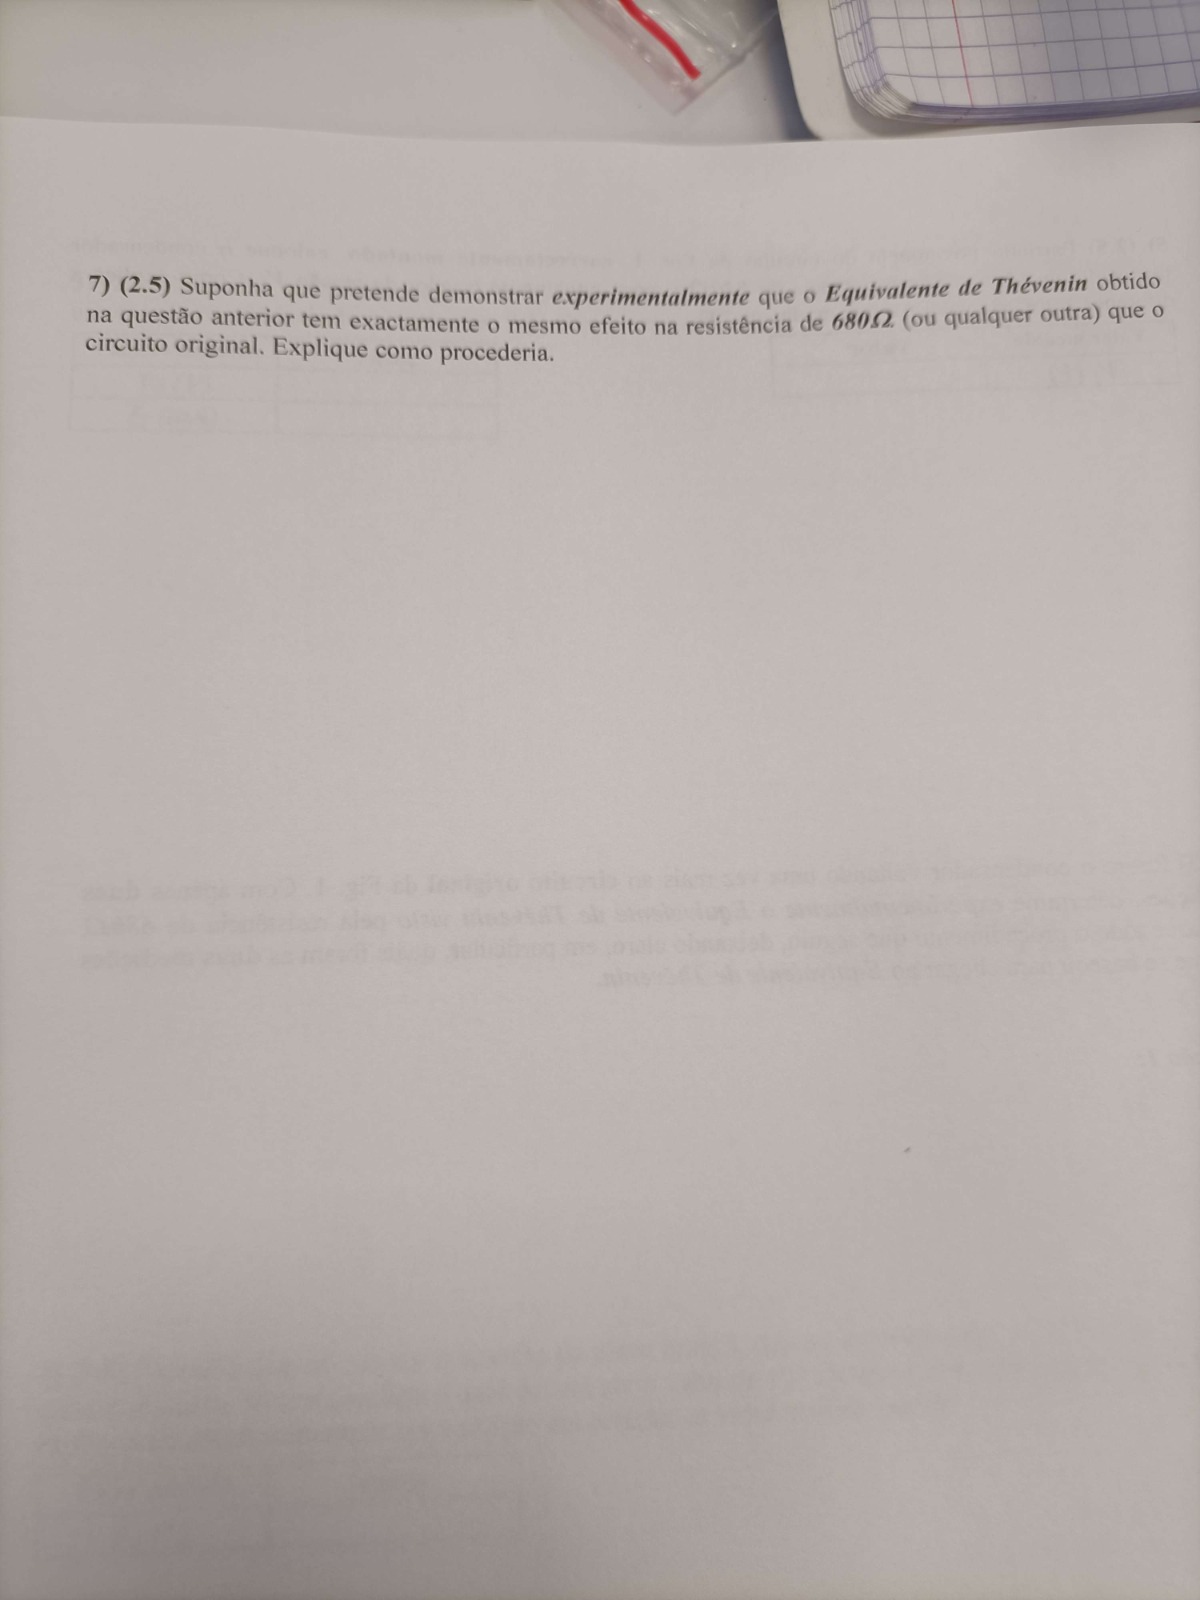 7) (2.5) Suponha que pretende demonstrar experimentalmente que o Equivalente de Thévenin obtido
na questão anterior tem exactamente o mesmo efeito na resistência de 680Ω (ou qualquer outra) que o
circuito original. Explique como procederia.